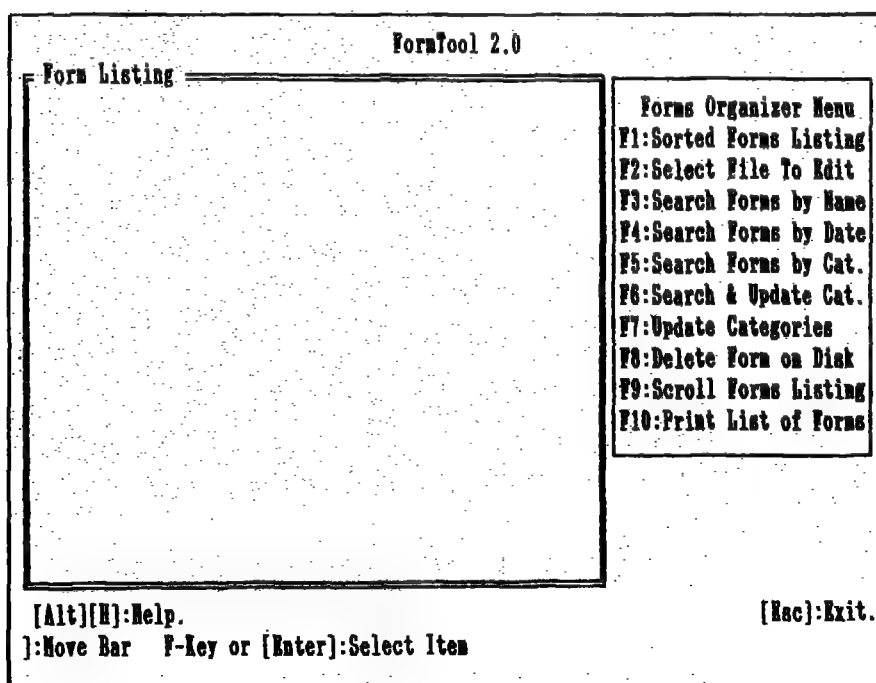 FormTool 2.0
Form Listing
Forms Organizer Menu
F1:Sorted Forms Listing
F2:Select File To Edit
F3:Search Forms by Name
F4:Search Forms by Date
F5:Search Forms by Cat.
F6:Search & Update Cat.
F7:Update Categories
F8:Delete Form on Disk
F9:Scroll Forms Listing
F10:Print List of Forms
[Alt][H]:Help. [Esc]:Exit.
]:Move Bar F-Key or [Enter]:Select Item